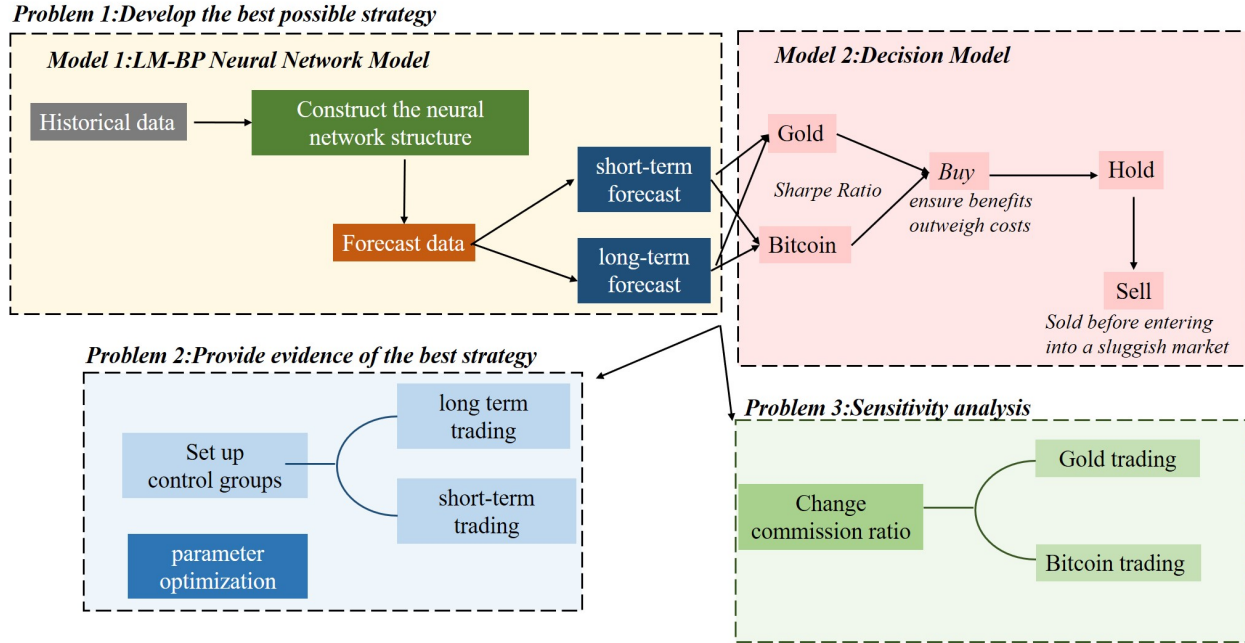 Problem 1:Develop the best possible strategy
Model 1:LM-BP Neural Network Model
Historical data
Construct the neural
network structure
Forecast data
short-term
forecast
long-term
forecast
Model 2:Decision Model
Gold
Sharpe Ratio
Bitcoin
Buy
ensure benefits
outweigh costs
Hold
Sell
Sold before entering
into a sluggish market
Problem 2:Provide evidence of the best strategy
Set up
control groups
long term
trading
short-term
trading
parameter
optimization
Problem 3:Sensitivity analysis
Change
commission ratio
Gold trading
Bitcoin trading